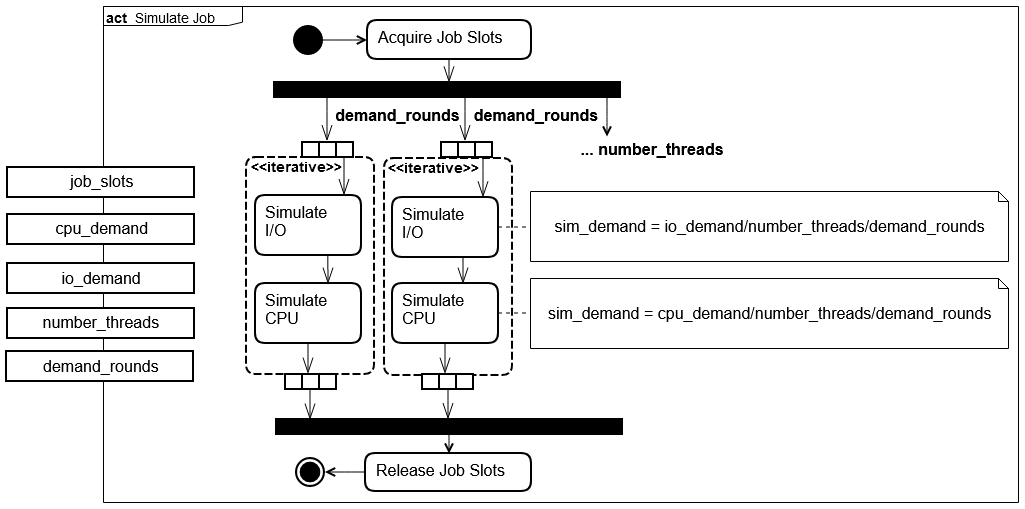 act Simulate Job
Acquire Job Slots
demand_rounds demand_rounds
... number_threads
<<iterative>> <<iterative>>
job_slots
cpu_demand
io_demand
number_threads
demand_rounds
Simulate
I/O
Simulate
I/O
sim_demand = io_demand/number_threads/demand_rounds
Simulate
CPU
Simulate
CPU
sim_demand = cpu_demand/number_threads/demand_rounds
Release Job Slots